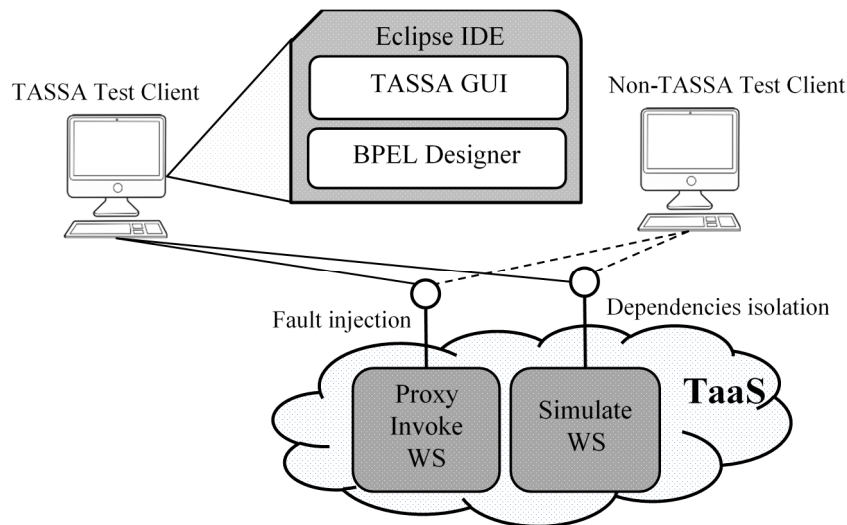 Eclipse IDE
TASSA GUI
BPEL Designer
TASSA Test Client
Non-TASSA Test Client
Fault injection
Dependencies isolation
Proxy
Invoke
WS
Simulate
WS
TaaS